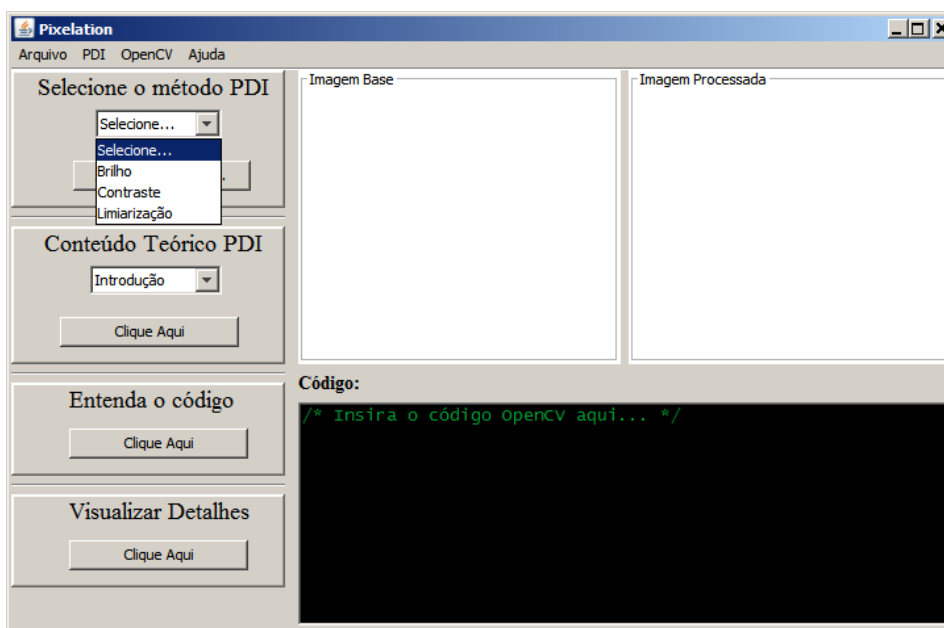 Pixelation
Arquivo PDI OpenCV Ajuda
Selecione o método PDI
Selecione...
Selecione...
Brilho
Contraste
Limiarização
Conteúdo Teórico PDI
Introdução
Clique Aqui
Entenda o código
Clique Aqui
Visualizar Detalhes
Clique Aqui
Imagem Base
Imagem Processada
Código:
/* Insira o código OpenCV aqui... */